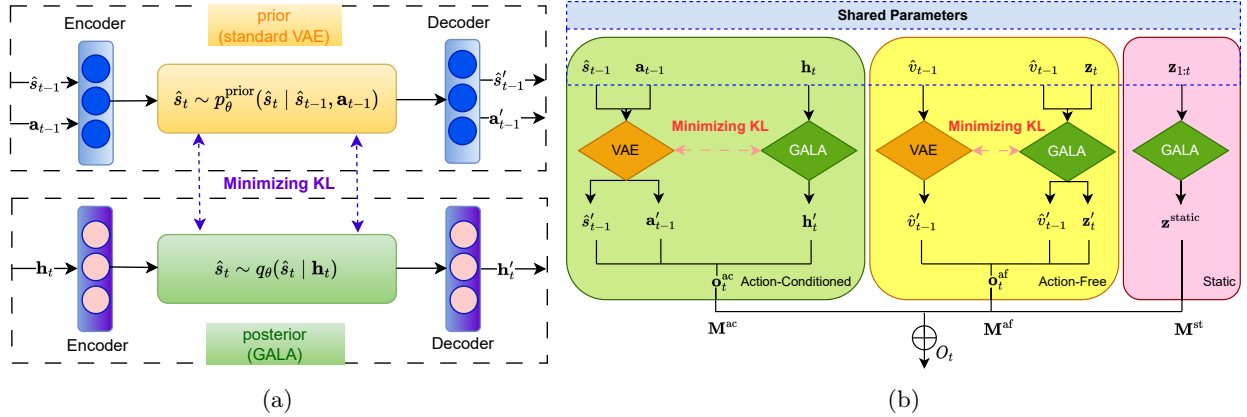 Encoder
prior
(standard VAE)
Decoder
ŝ_{t−1}
a_{t−1}
ŝ_t ∼ p_θ^{prior}(ŝ_t | ŝ_{t−1}, a_{t−1})
ŝ′_{t−1}
a′_{t−1}
Minimizing KL
h_t
ŝ_t ∼ q_θ(ŝ_t | h_t)
h′_t
Encoder
posterior
(GALA)
Decoder
(a)
Shared Parameters
ŝ_{t−1} a_{t−1} h_t v̂_{t−1} v̂_{t−1} z_t z_{1:t}
Minimizing KL Minimizing KL
VAE GALA VAE GALA GALA
ŝ′_{t−1} a′_{t−1} h′_t v̂′_{t−1} v̂′_{t−1} z′_t z^{static}
o_t^{ac} Action-Conditioned o_t^{af} Action-Free Static
M^{ac} M^{af} M^{st}
O_t
(b)